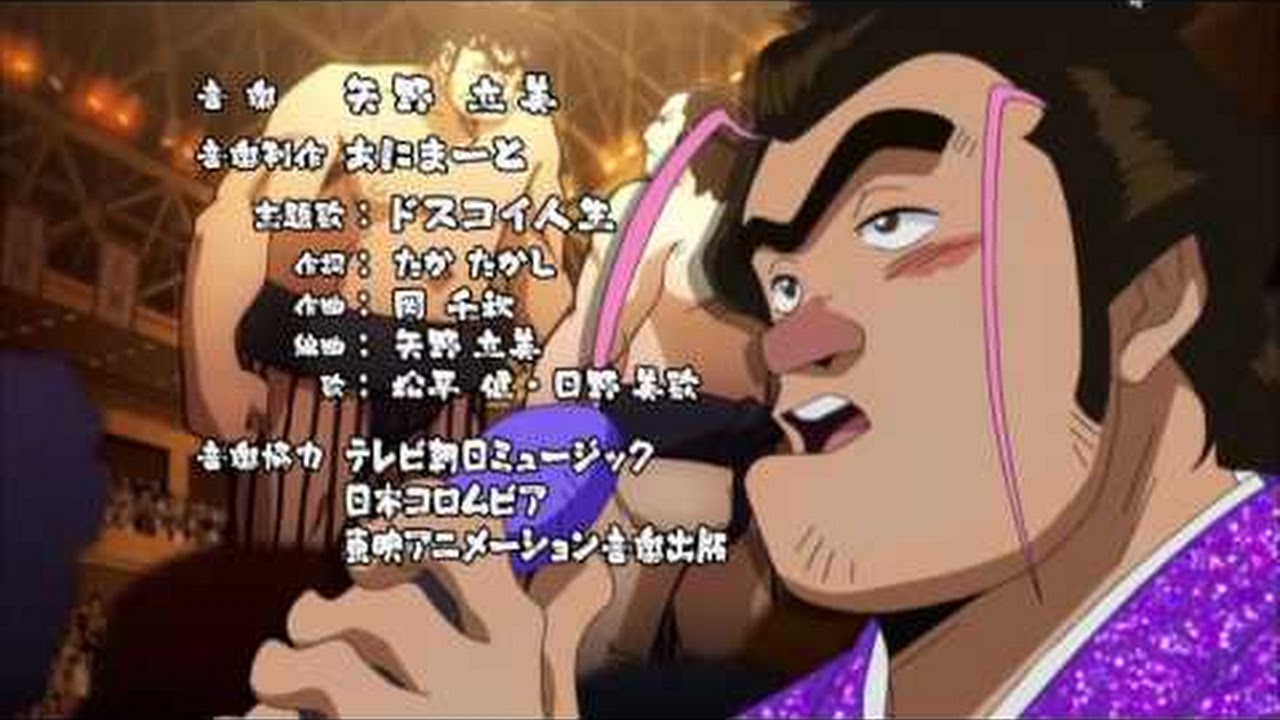 音楽 矢野 立美
音楽制作 おにまーと
主題歌： ドスコイ人生
作詞： たか たかし
作曲： 岡 千秋
編曲： 矢野 立美
歌： 松平 健・日野 美歌
音楽協力 テレビ朝日ミュージック
日本コロムビア
東映アニメーション音楽出版